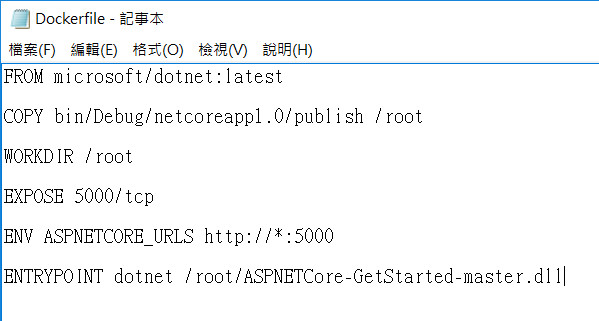 Dockerfile - 記事本
檔案(F) 編輯(E) 格式(O) 檢視(V) 說明(H)
FROM microsoft/dotnet:latest
COPY bin/Debug/netcoreapp1.0/publish /root
WORKDIR /root
EXPOSE 5000/tcp
ENV ASPNETCORE_URLS http://*:5000
ENTRYPOINT dotnet /root/ASPNETCore-GetStarted-master.dll